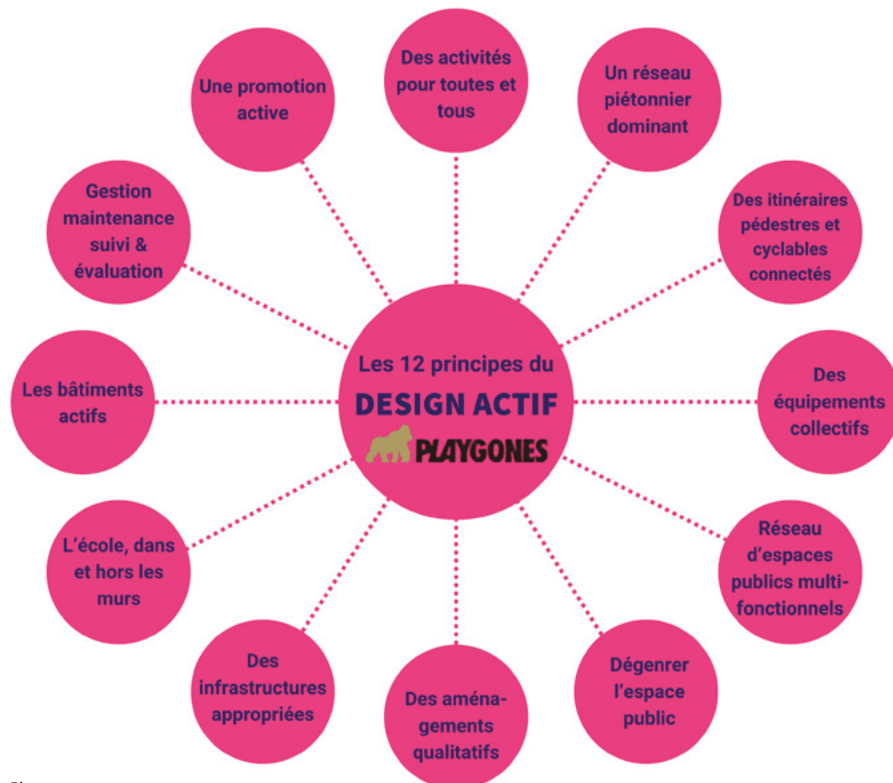 Les 12 principes du
DESIGN ACTIF
PLAYGONES
Des activités
pour toutes et
tous
Un réseau
piétonnier
dominant
Des itinéraires
pédestres et
cyclable
connectés
Des
équipements
collectifs
Réseau
d'espaces
publics multi-
fonctionnels
Dégenrer
l'espace
public
Des aména-
gements
qualitatifs
Des
infrastructures
appropriées
L'école, dans
et hors les
murs
Les bâtiments
actifs
Gestion
maintenance
suivi &
évaluation
Une promotion
active